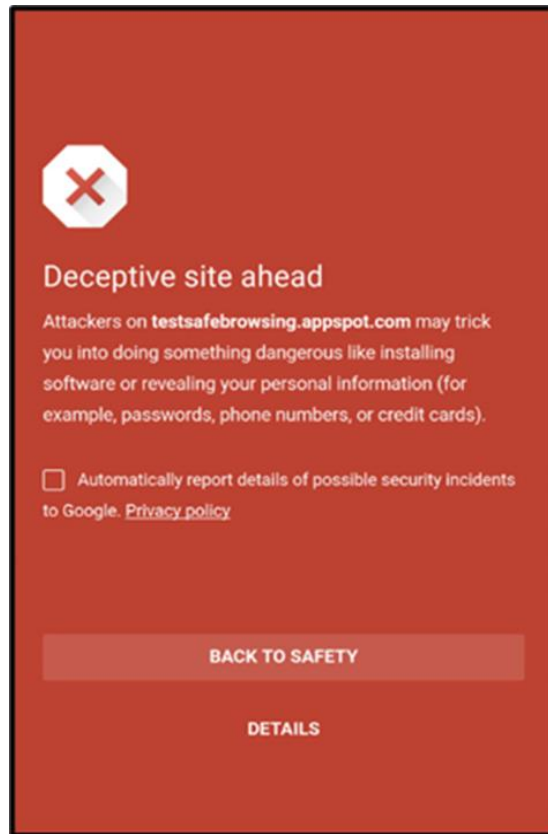 Deceptive site ahead
Attackers on testsafebrowsing.appspot.com may trick
you into doing something dangerous like installing
software or revealing your personal information (for
example, passwords, phone numbers, or credit cards).
Automatically report details of possible security incidents
to Google. Privacy policy
BACK TO SAFETY
DETAILS